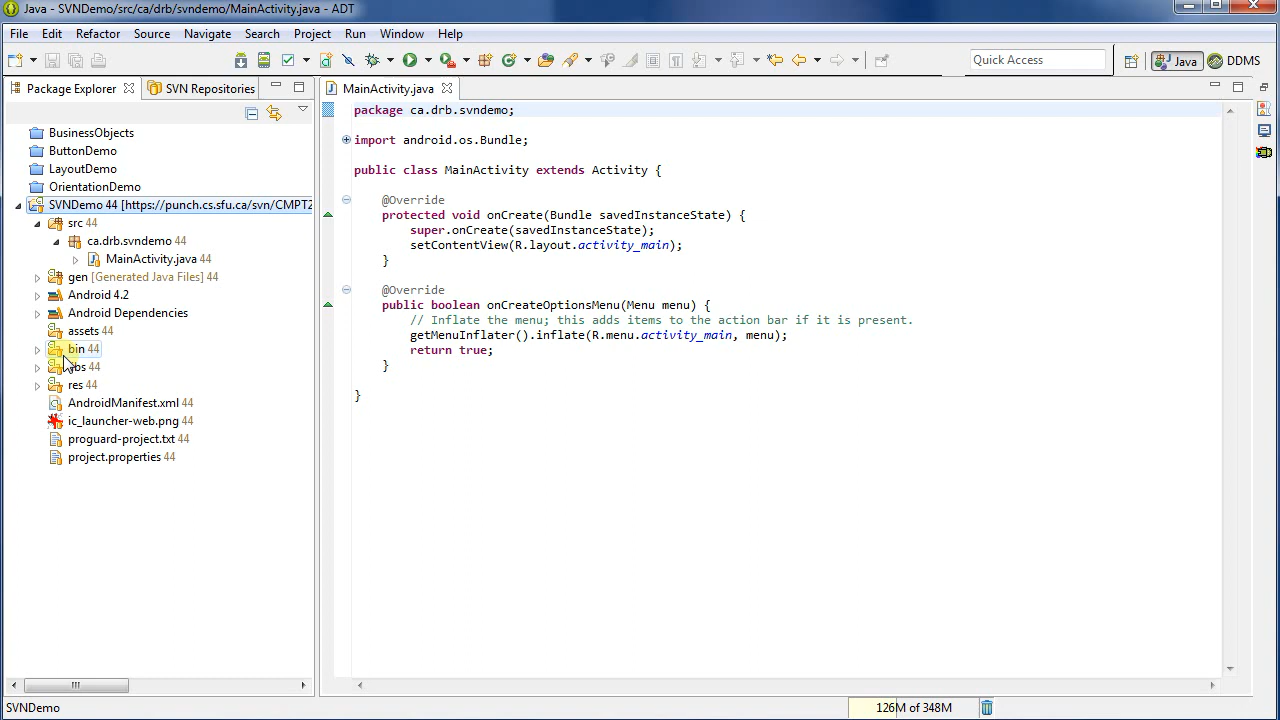 Java - SVNDemo/src/ca/drb/svndemo/MainActivity.java - ADT
File Edit Refactor Source Navigate Search Project Run Window Help
Quick Access Java DDMS
Package Explorer SVN Repositories MainActivity.java
BusinessObjects
ButtonDemo
LayoutDemo
OrientationDemo
SVNDemo 44 [https://punch.cs.sfu.ca/svn/CMPT2
src 44
ca.drb.svndemo 44
MainActivity.java 44
gen [Generated Java Files] 44
Android 4.2
Android Dependencies
assets 44
bin 44
44
res 44
AndroidManifest.xml 44
ic_launcher-web.png 44
proguard-project.txt 44
project.properties 44
package ca.drb.svndemo;
import android.os.Bundle;
public class MainActivity extends Activity {
@Override
protected void onCreate(Bundle savedInstanceState) {
super.onCreate(savedInstanceState);
setContentView(R.layout.activity_main);
}
@Override
public boolean onCreateOptionsMenu(Menu menu) {
// Inflate the menu; this adds items to the action bar if it is present.
getMenuInflater().inflate(R.menu.activity_main, menu);
return true;
}
}
SVNDemo
126M of 348M